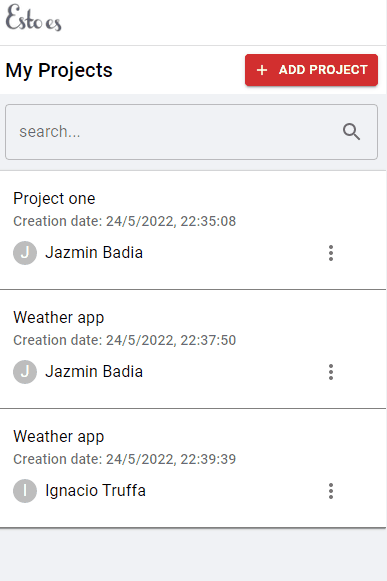 Esto es
My Projects
+ ADD PROJECT
search...
Project one
Creation date: 24/5/2022, 22:35:08
J Jazmin Badia
Weather app
Creation date: 24/5/2022, 22:37:50
J Jazmin Badia
Weather app
Creation date: 24/5/2022, 22:39:39
I Ignacio Truffa